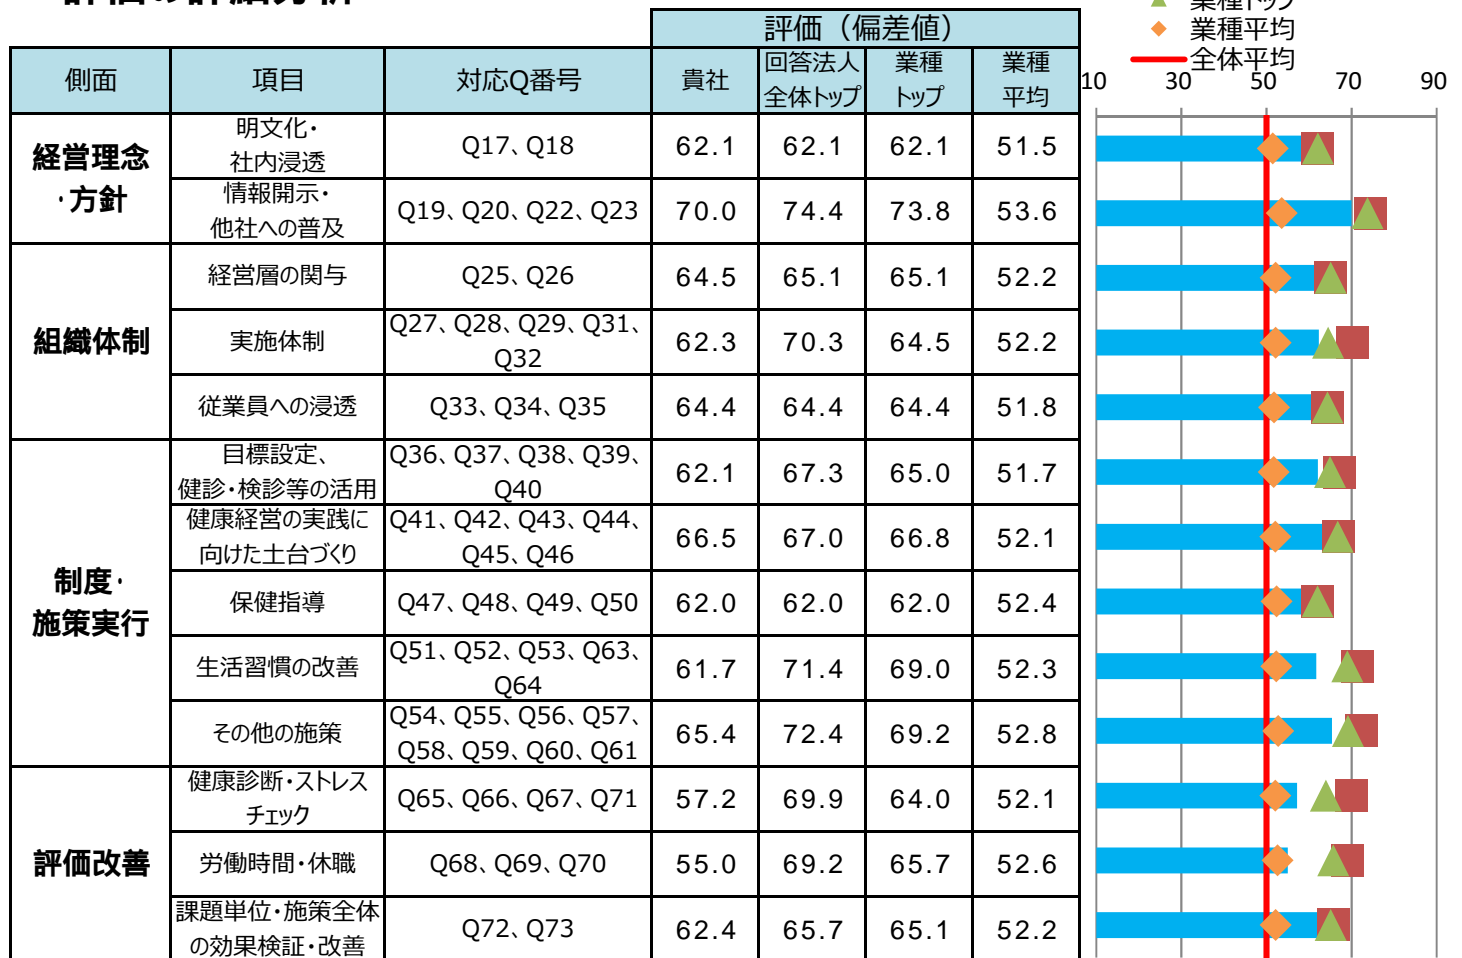 評価の詳細分析
業種トップ
業種平均
全体平均
評価（偏差値）
側面 項目 対応Q番号 貴社 回答法人 業種 業種
全体トップ トップ 平均
10 30 50 70 90
経営理念
・方針
明文化・
社内浸透
Q17、Q18 62.1 62.1 62.1 51.5
情報開示・
他社への普及
Q19、Q20、Q22、Q23 70.0 74.4 73.8 53.6
組織体制
経営層の関与 Q25、Q26 64.5 65.1 65.1 52.2
実施体制
Q27、Q28、Q29、Q31、
Q32
62.3 70.3 64.5 52.2
従業員への浸透 Q33、Q34、Q35 64.4 64.4 64.4 51.8
制度・
施策実行
目標設定、
健診・検診等の活用
Q36、Q37、Q38、Q39、
Q40
62.1 67.3 65.0 51.7
健康経営の実践に
向けた土台づくり
Q41、Q42、Q43、Q44、
Q45、Q46
66.5 67.0 66.8 52.1
保健指導 Q47、Q48、Q49、Q50 62.0 62.0 62.0 52.4
生活習慣の改善
Q51、Q52、Q53、Q63、
Q64
61.7 71.4 69.0 52.3
その他の施策
Q54、Q55、Q56、Q57、
Q58、Q59、Q60、Q61
65.4 72.4 69.2 52.8
評価改善
健康診断・ストレス
チェック
Q65、Q66、Q67、Q71 57.2 69.9 64.0 52.1
労働時間・休職 Q68、Q69、Q70 55.0 69.2 65.7 52.6
課題単位・施策全体
の効果検証・改善
Q72、Q73 62.4 65.7 65.1 52.2